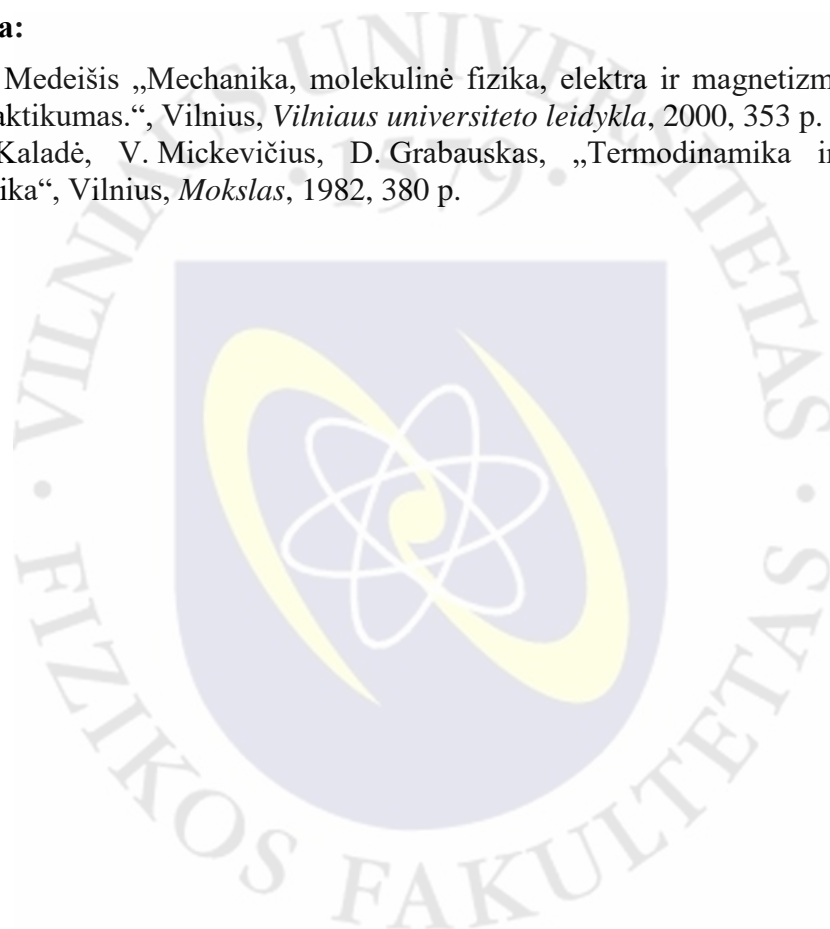 a:
Medeišis „Mechanika, molekulinė fizika, elektra ir magnetizm
aktikumas.“, Vilnius, Vilniaus universiteto leidykla, 2000, 353 p.
Kaladė, V. Mickevičius, D. Grabauskas, „Termodinamika ir
ika“, Vilnius, Mokslas, 1982, 380 p.
VILNIAUS UNIVERSITETAS
· 1579 ·
· FIZIKOS FAKULTETAS ·